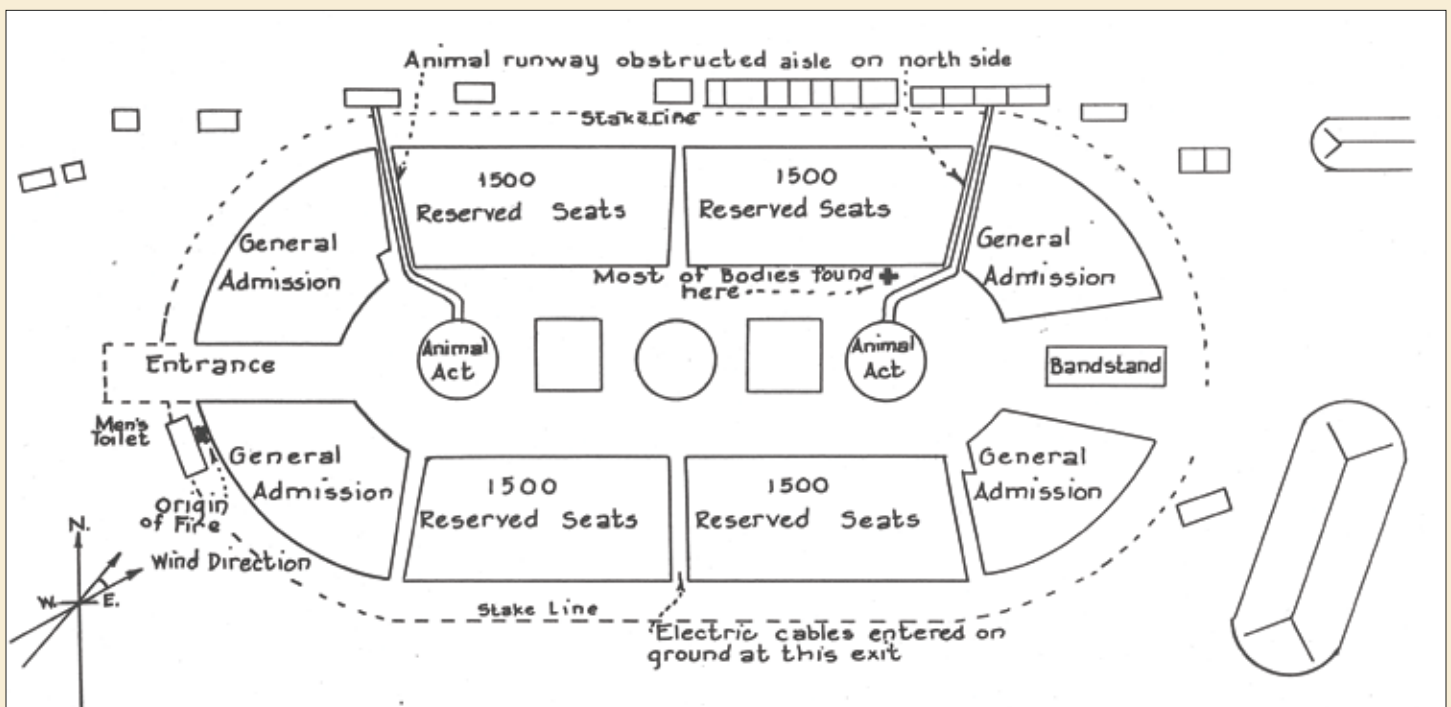 Animal runway obstructed aisle on north side
Stake Line
1500
Reserved Seats
1500
Reserved Seats
General
Admission
General
Admission
Most of Bodies found
here
Entrance
Animal
Act
Animal
Act
Bandstand
Men's
Toilet
General
Admission
1500
Reserved Seats
1500
Reserved Seats
General
Admission
Origin
of Fire
N.
Wind Direction
W. E.
Stake Line
Electric cables entered on
ground at this exit